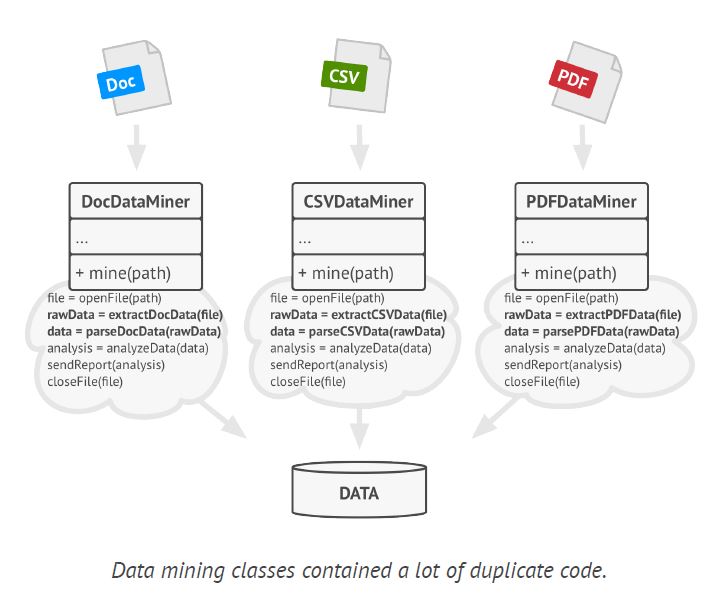 Doc
CSV
PDF
DocDataMiner
...
+ mine(path)
file = openFile(path)
rawData = extractDocData(file)
data = parseDocData(rawData)
analysis = analyzeData(data)
sendReport(analysis)
closeFile(file)
CSVDataMiner
...
+ mine(path)
file = openFile(path)
rawData = extractCSVData(file)
data = parseCSVData(rawData)
analysis = analyzeData(data)
sendReport(analysis)
closeFile(file)
PDFDataMiner
...
+ mine(path)
file = openFile(path)
rawData = extractPDFData(file)
data = parsePDFData(rawData)
analysis = analyzeData(data)
sendReport(analysis)
closeFile(file)
DATA
Data mining classes contained a lot of duplicate code.